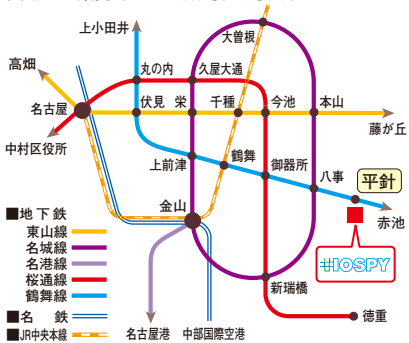 上小田井
大曽根
高畑
丸の内
久屋大通
名古屋
伏見
栄
千種
今池
本山
藤が丘
中村区役所
上前津
鶴舞
御器所
八事
平針
赤池
金山
#HOSPY
■地下鉄
東山線
名城線
名港線
桜通線
鶴舞線
■名鉄
■JR中央本線
名古屋港
中部国際空港
新瑞橋
徳重